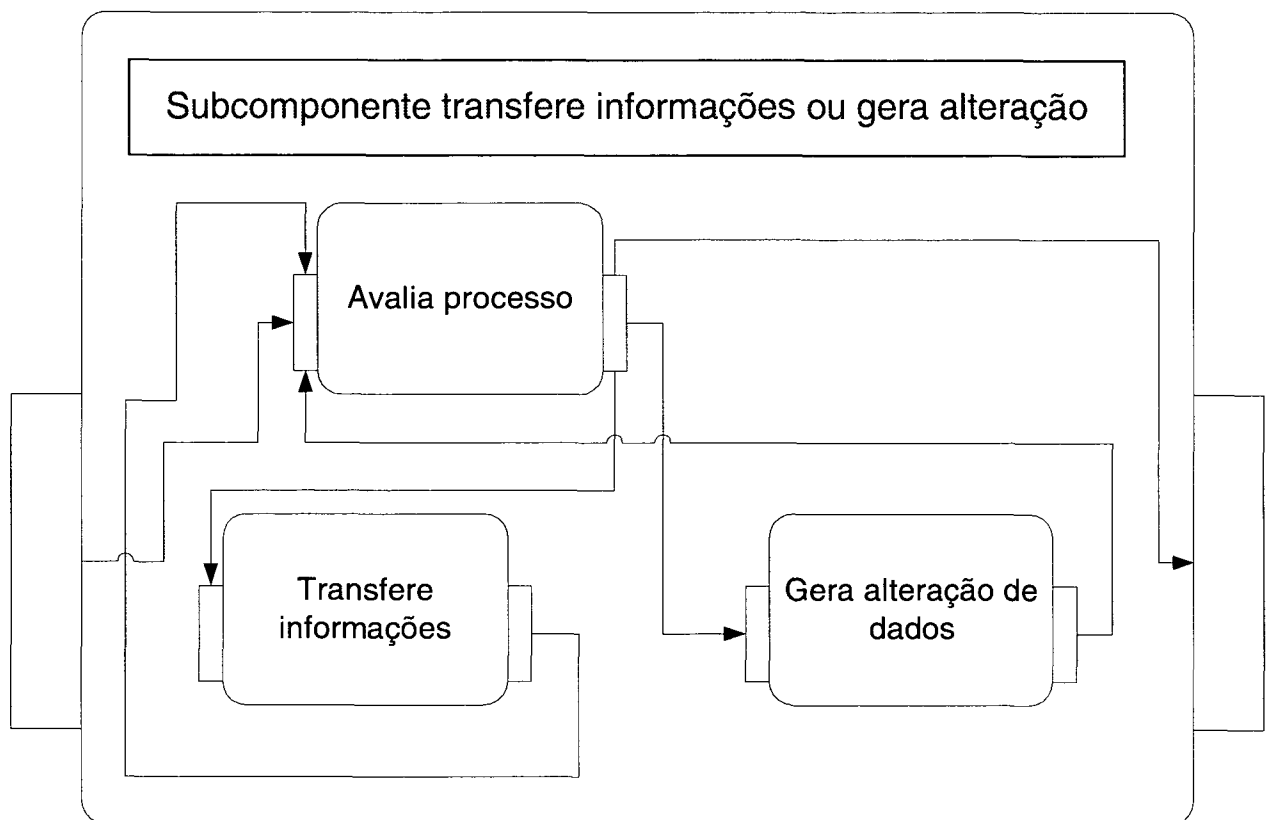 Subcomponente transfere informações ou gera alteração
Avalia processo
Transfere
informações
Gera alteração de
dados